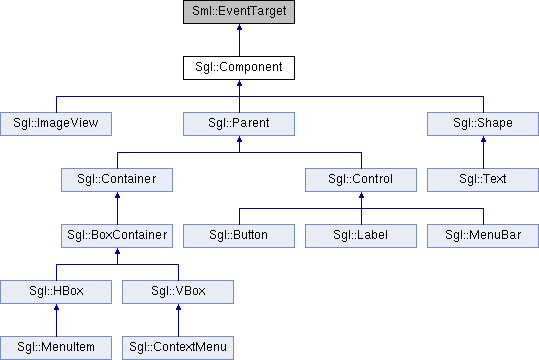 Sml::EventTarget
Sgl::Component
Sgl::ImageView
Sgl::Parent
Sgl::Shape
Sgl::Container
Sgl::Control
Sgl::Text
Sgl::BoxContainer
Sgl::Button
Sgl::Label
Sgl::MenuBar
Sgl::HBox
Sgl::VBox
Sgl::MenuItem
Sgl::ContextMenu